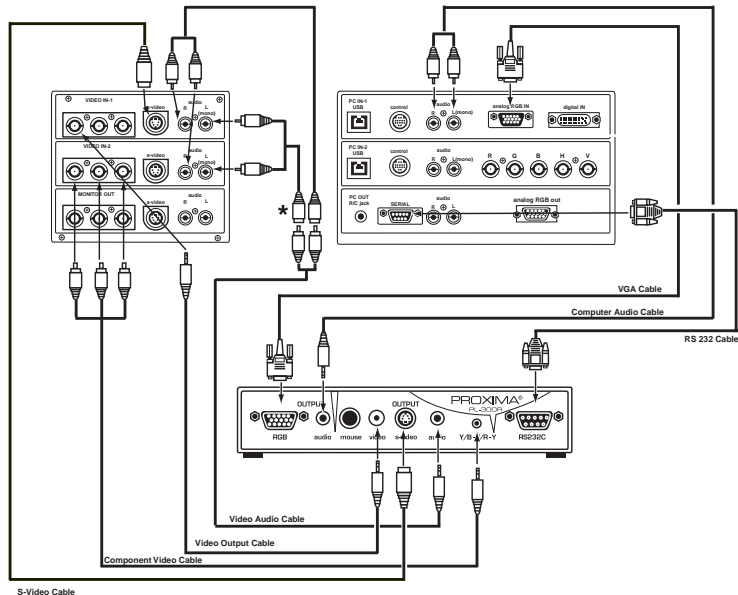 VIDEO IN-1
s-video
audio
R L
(mono)
VIDEO IN-2
s-video
audio
R L
(mono)
MONITOR OUT
s-video
audio
R L
*
PC IN-1
USB
control
audio
R L(mono)
analog RGB IN
digital IN
PC IN-2
USB
control
audio
R L(mono)
R G B H V
PC OUT
R/C jack
SERIAL
audio
R L
analog RGB out
VGA Cable
Computer Audio Cable
RS 232 Cable
OUTPUT
OUTPUT
PROXIMA®
PL-300R
RGB
audio
mouse
video
s-video
audio
Y/B-Y/R-Y
RS232C
Video Audio Cable
Video Output Cable
Component Video Cable
S-Video Cable